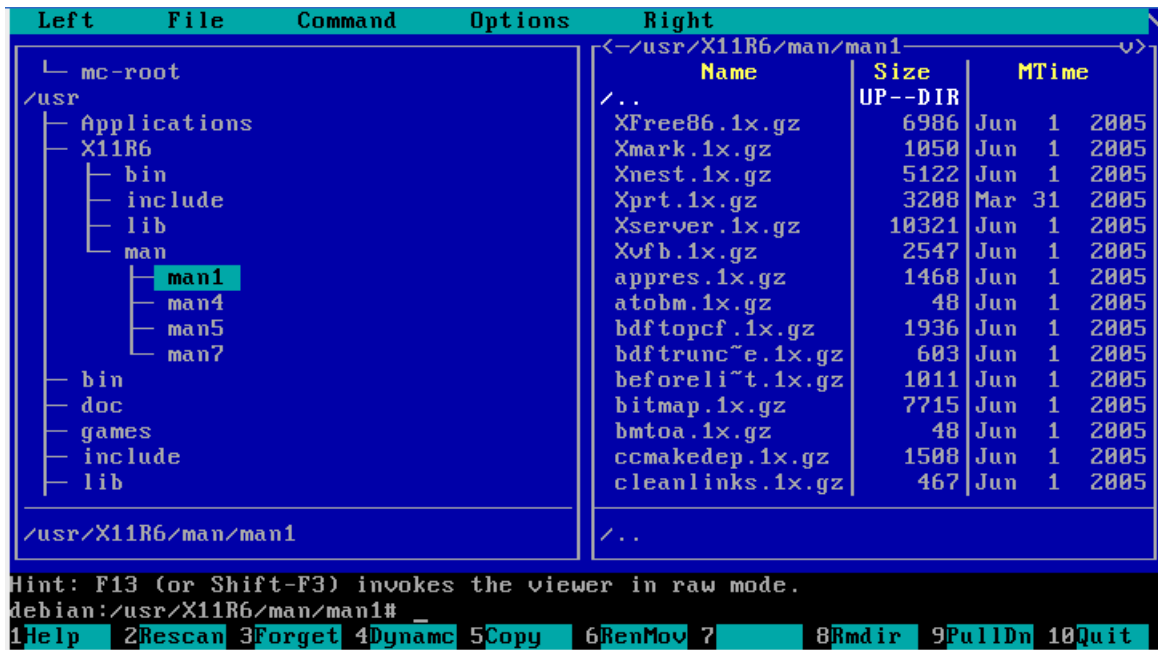 Left File Command Options Right
<-/usr/X11R6/man/man1 v>
└─ mc-root
/usr
├─ Applications
├─ X11R6
├─ bin
├─ include
├─ lib
└─ man
├─ man1
├─ man4
├─ man5
└─ man7
├─ bin
├─ doc
├─ games
├─ include
├─ lib
/usr/X11R6/man/man1
Name Size MTime
/.. UP--DIR
XFree86.1x.gz 6986 Jun 1 2005
Xmark.1x.gz 1050 Jun 1 2005
Xnest.1x.gz 5122 Jun 1 2005
Xprt.1x.gz 3208 Mar 31 2005
Xserver.1x.gz 10321 Jun 1 2005
Xvfb.1x.gz 2547 Jun 1 2005
appres.1x.gz 1468 Jun 1 2005
atobm.1x.gz 48 Jun 1 2005
bdftopcf.1x.gz 1936 Jun 1 2005
bdftrunc~e.1x.gz 603 Jun 1 2005
beforeli~t.1x.gz 1011 Jun 1 2005
bitmap.1x.gz 7715 Jun 1 2005
bmtoa.1x.gz 48 Jun 1 2005
ccmakedep.1x.gz 1508 Jun 1 2005
cleanlinks.1x.gz 467 Jun 1 2005
/..
Hint: F13 (or Shift-F3) invokes the viewer in raw mode.
debian:/usr/X11R6/man/man1# _
1Help 2Rescan 3Forget 4Dynamc 5Copy 6RenMov 7 8Rmdir 9PullDn 10Quit